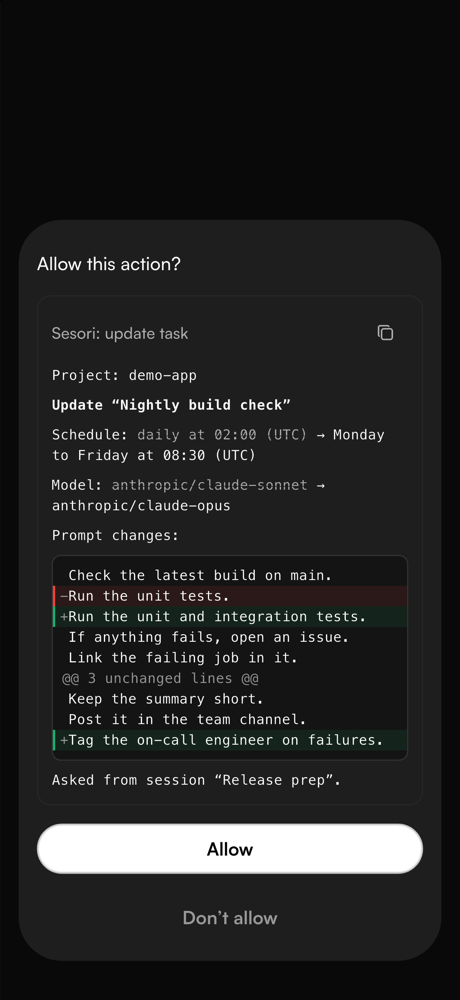 Allow this action?
Sesori: update task
Project: demo-app
Update “Nightly build check”
Schedule: daily at 02:00 (UTC) → Monday
to Friday at 08:30 (UTC)
Model: anthropic/claude-sonnet →
anthropic/claude-opus
Prompt changes:
Check the latest build on main.
−Run the unit tests.
+Run the unit and integration tests.
If anything fails, open an issue.
Link the failing job in it.
@@ 3 unchanged lines @@
Keep the summary short.
Post it in the team channel.
+Tag the on-call engineer on failures.
Asked from session “Release prep”.
Allow
Don’t allow